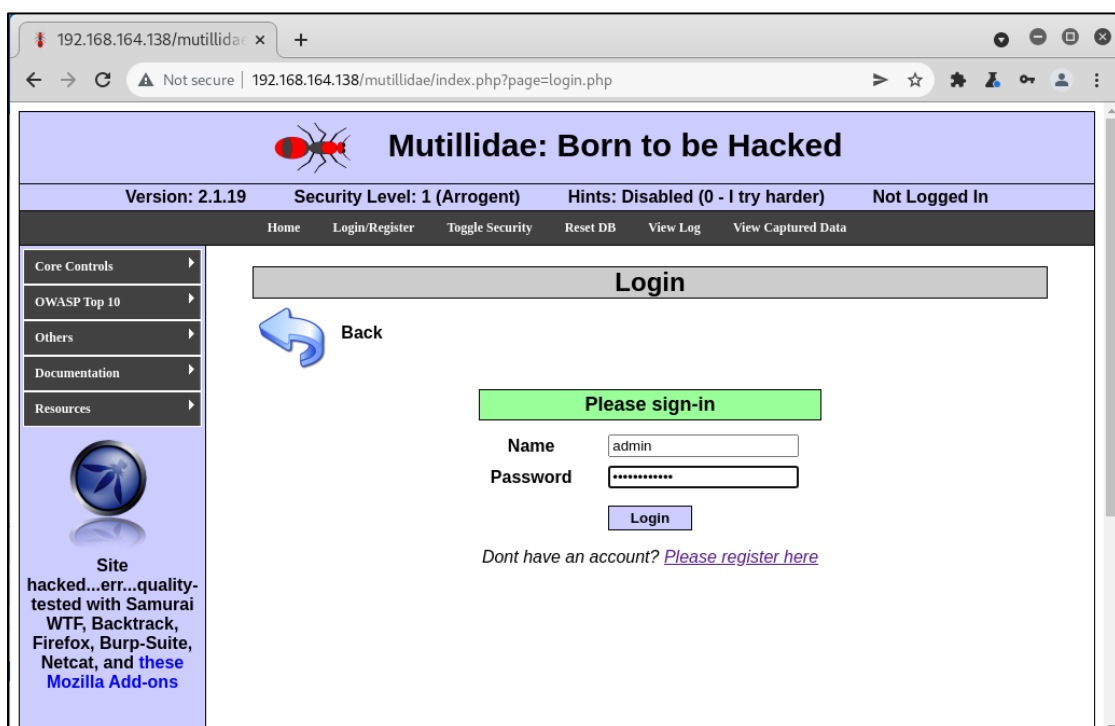 192.168.164.138/mutillidae
Not secure | 192.168.164.138/mutillidae/index.php?page=login.php
Mutillidae: Born to be Hacked
Version: 2.1.19 Security Level: 1 (Arrogent) Hints: Disabled (0 - I try harder) Not Logged In
Home Login/Register Toggle Security Reset DB View Log View Captured Data
Core Controls
OWASP Top 10
Others
Documentation
Resources
Site
hacked...err...quality-
tested with Samurai
WTF, Backtrack,
Firefox, Burp-Suite,
Netcat, and these
Mozilla Add-ons
Login
Back
Please sign-in
Name admin
Password ••••••••••••
Login
Dont have an account? Please register here